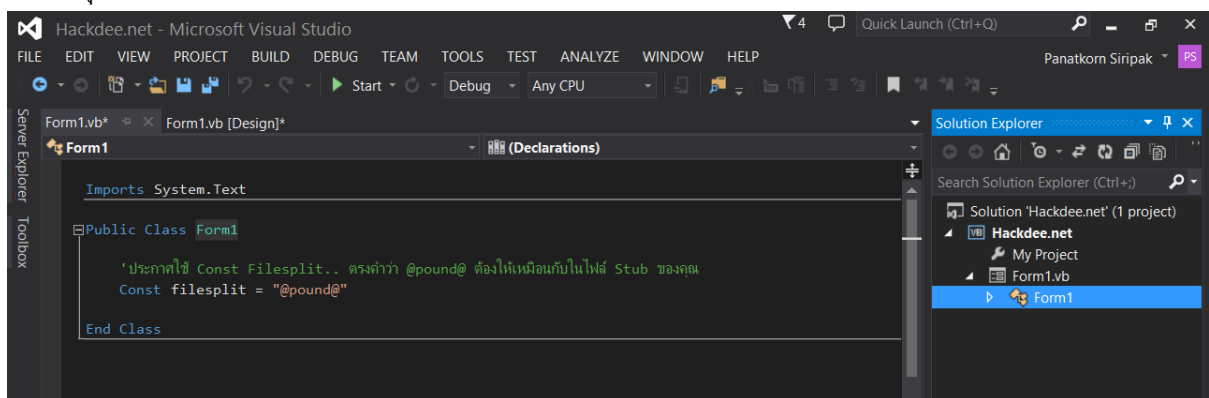 Hackdee.net - Microsoft Visual Studio
4
Quick Launch (Ctrl+Q)
FILE EDIT VIEW PROJECT BUILD DEBUG TEAM TOOLS TEST ANALYZE WINDOW HELP
Panatkorn Siripak PS
Start Debug Any CPU
Server Explorer
Toolbox
Form1.vb* Form1.vb [Design]*
Form1 (Declarations)
Imports System.Text
Public Class Form1
'ประกาศใช้ Const Filesplit.. ตรงคำว่า @pound@ ต้องให้เหมือนกับในไฟล์ Stub ของคุณ
Const filesplit = "@pound@"
End Class
Solution Explorer
Search Solution Explorer (Ctrl+;)
Solution 'Hackdee.net' (1 project)
VB Hackdee.net
My Project
Form1.vb
Form1